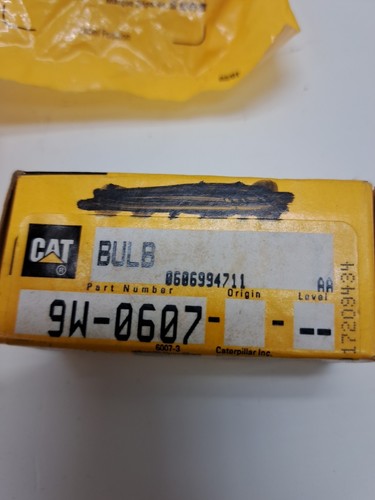 CAT
®
BULB
0606994711
AA
Part Number
Origin
Level
9W-0607- - --
6007-3
Caterpillar Inc.
17209434